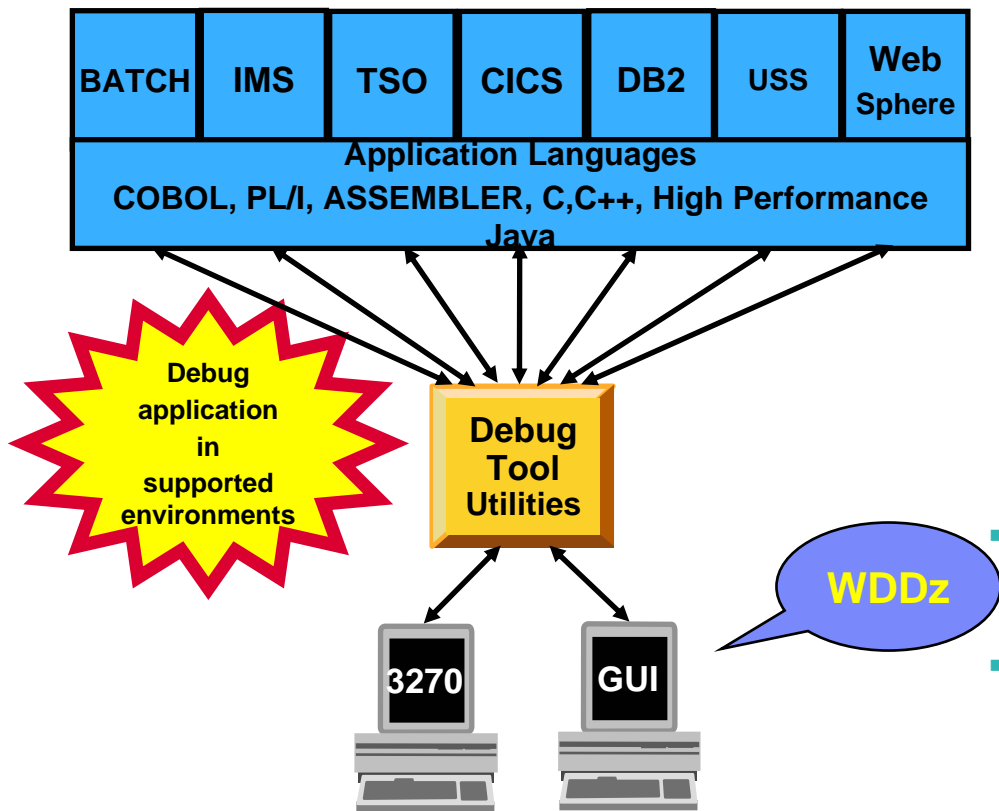 BATCH
IMS
TSO
CICS
DB2
USS
Web
Sphere
Application Languages
COBOL, PL/I, ASSEMBLER, C,C++, High Performance
Java
Debug
application
in
supported
environments
Debug
Tool
Utilities
WDDz
3270
GUI